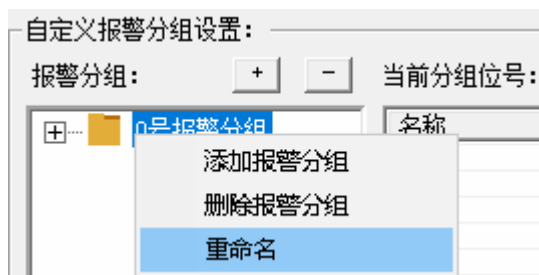 自定义报警分组设置：
报警分组： + - 当前分组位号：
0号报警分组 名称
添加报警分组
删除报警分组
重命名